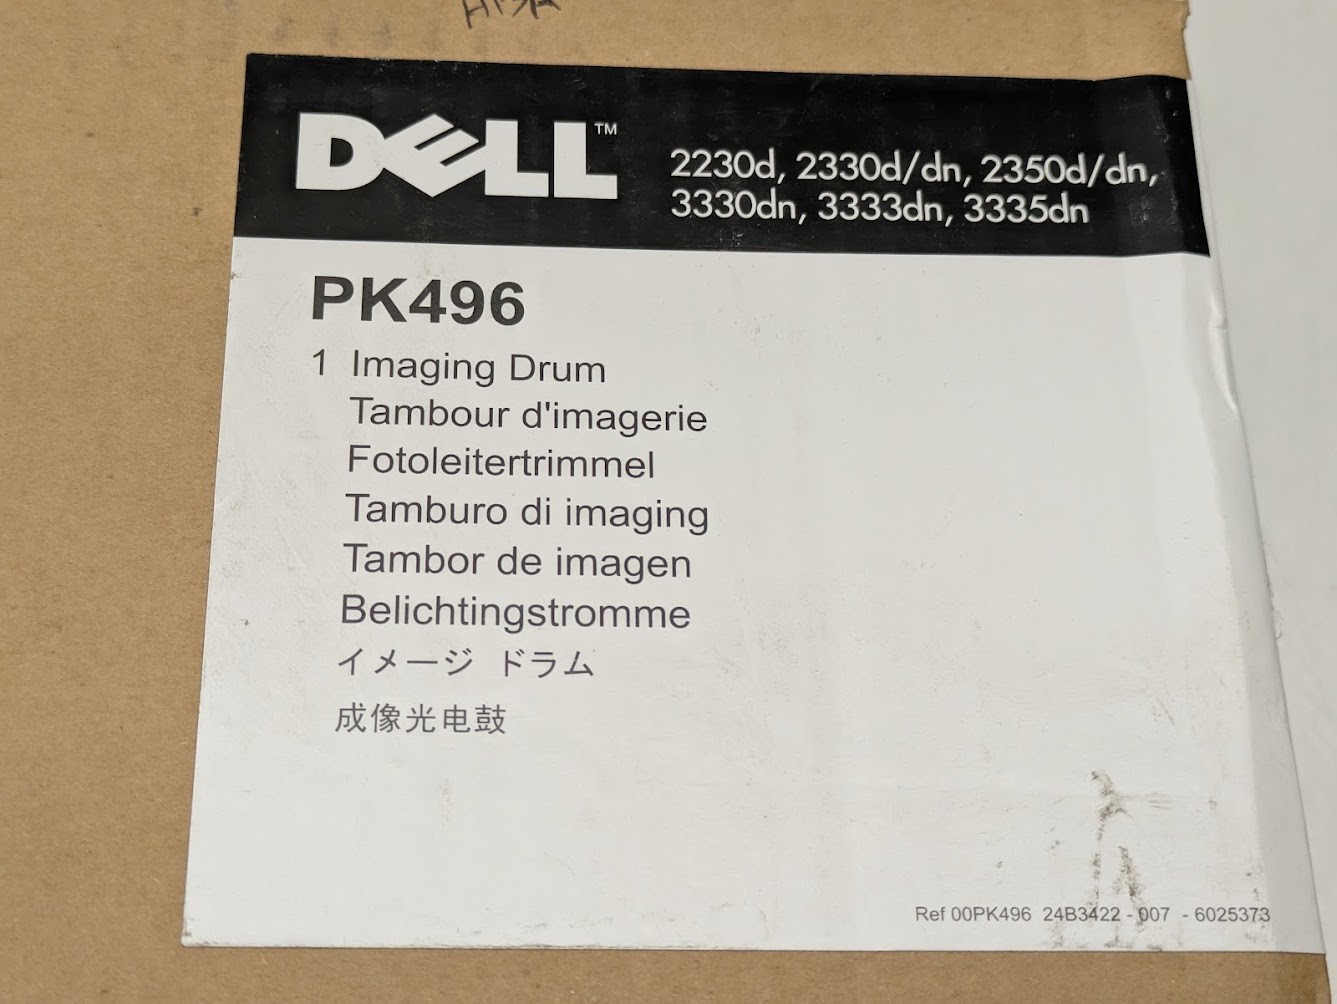 DELL™
2230d, 2330d/dn, 2350d/dn,
3330dn, 3333dn, 3335dn
PK496
1 Imaging Drum
Tambour d'imagerie
Fotoleitertrimmel
Tamburo di imaging
Tambor de imagen
Belichtingstromme
イメージ ドラム
成像光电鼓
Ref 00PK496 24B3422 - 007 - 6025373